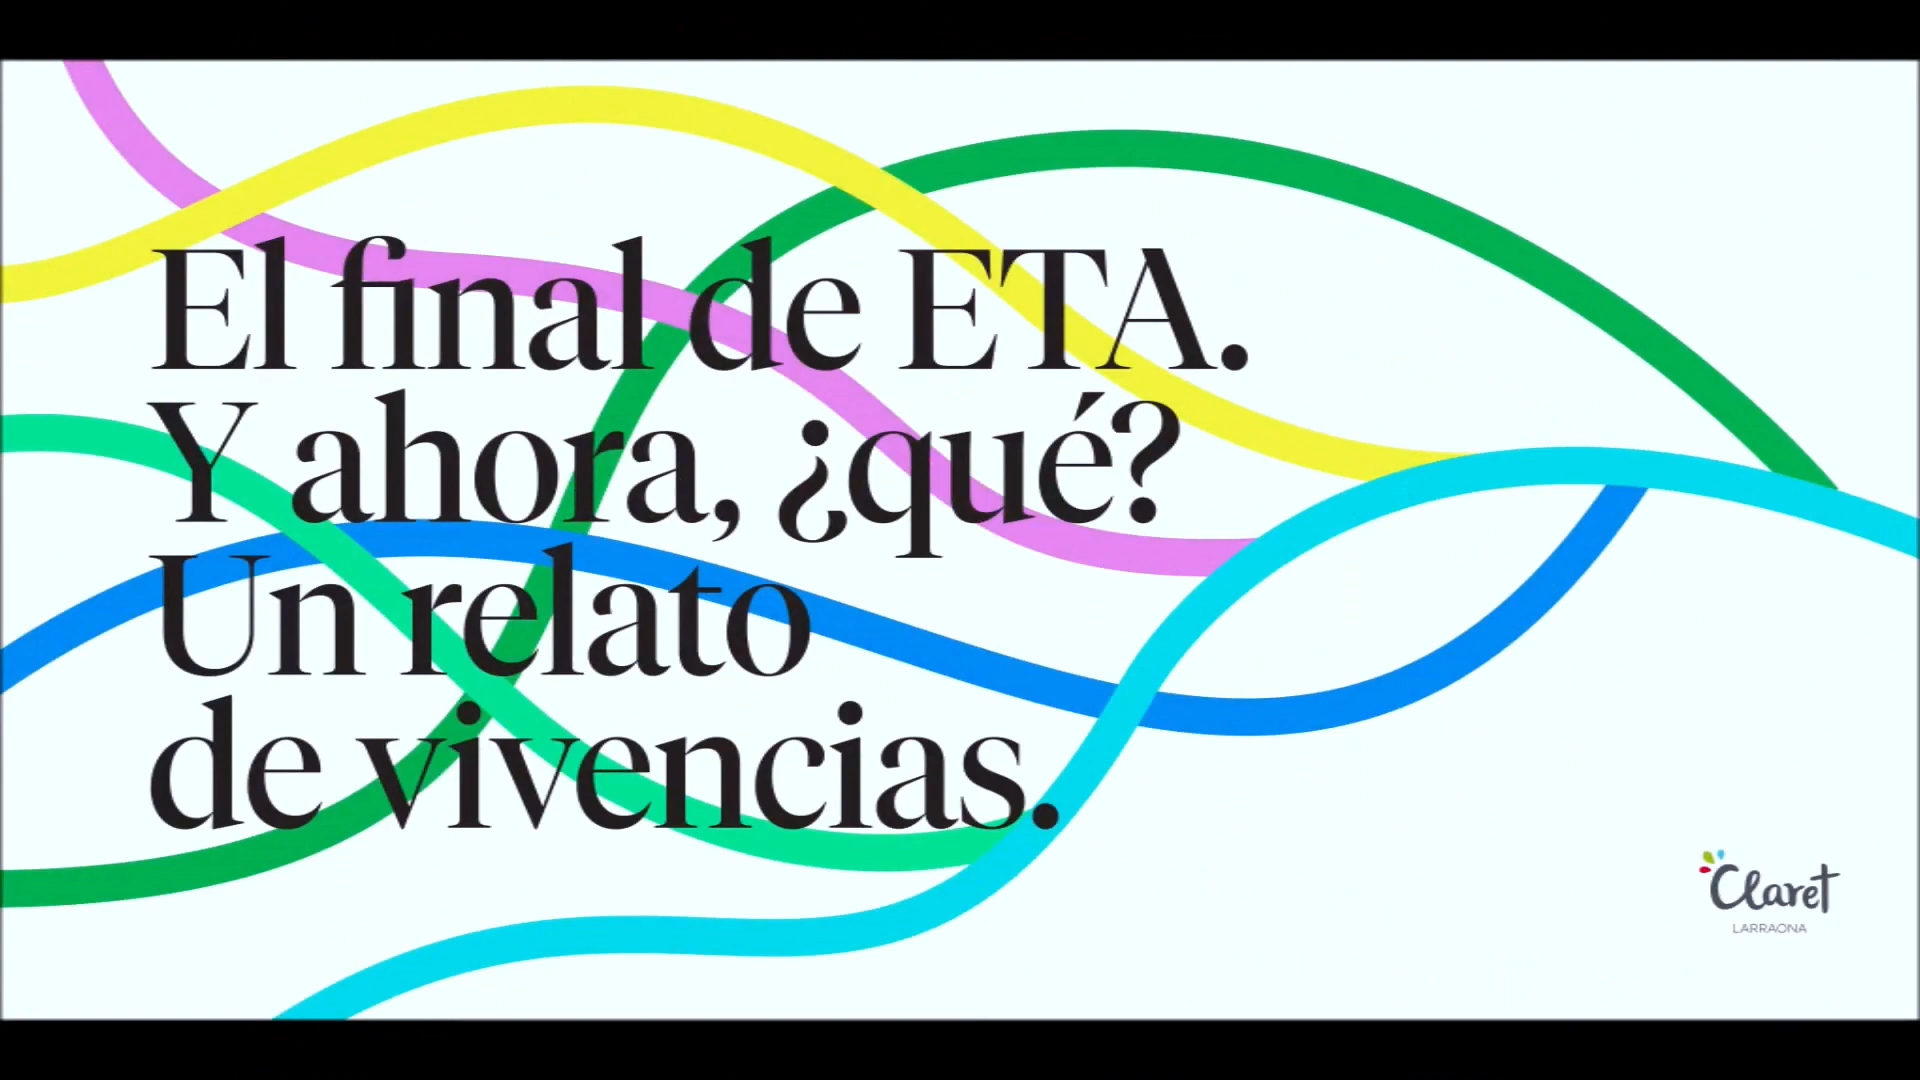 El final de ETA.
Y ahora, ¿qué?
Un relato
de vivencias.
Claret
LARRAONA